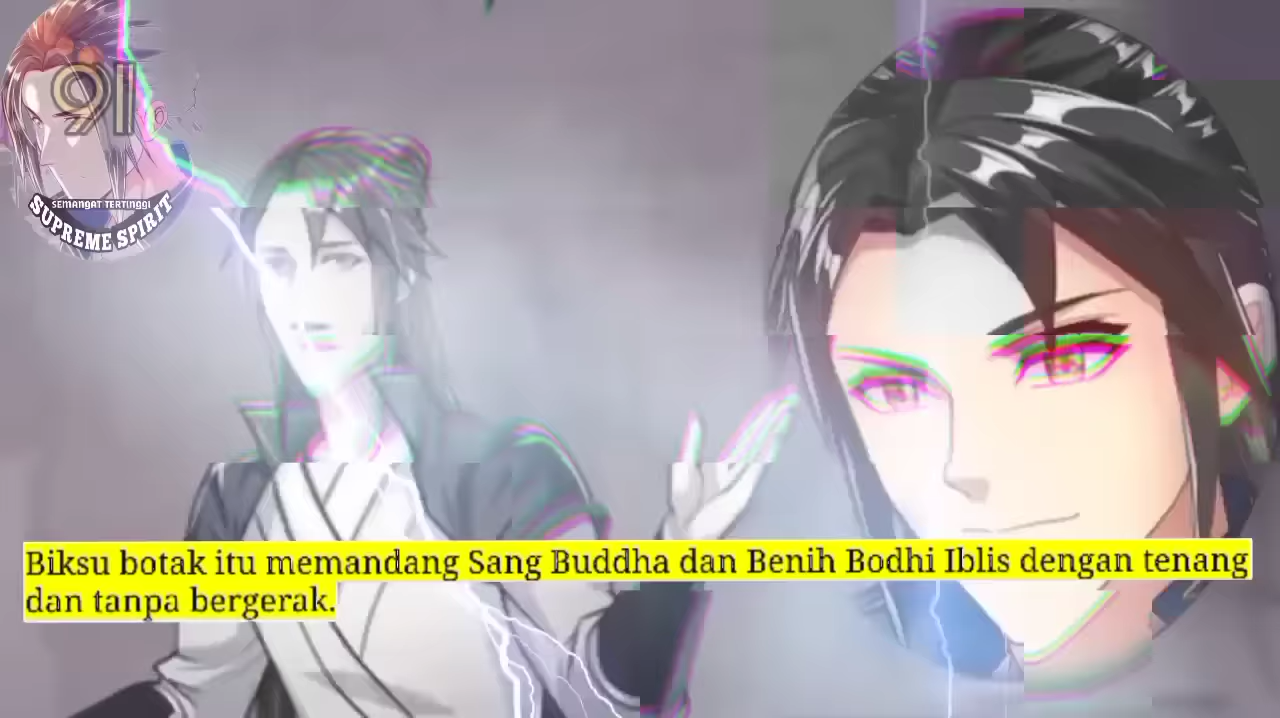 91
SEMANGAT TERTINGGI
SUPREME SPIRIT
Biksu botak itu memandang Sang Buddha dan Benih Bodhi Iblis dengan tenang
dan tanpa bergerak.